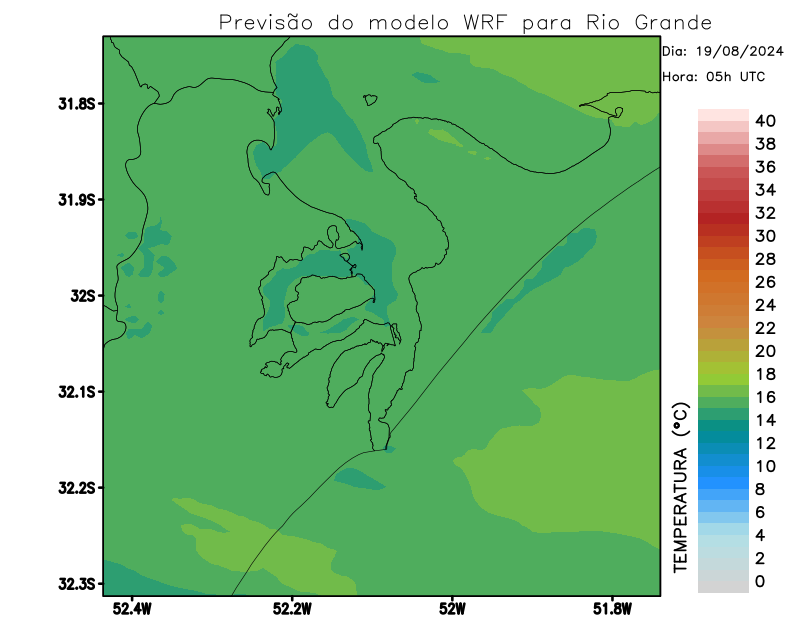 Previsão do modelo WRF para Rio Grande
Dia: 19/08/2024
Hora: 05h UTC
31.8S
31.9S
32S
32.1S
32.2S
32.3S
52.4W
52.2W
52W
51.8W
TEMPERATURA (°C)
40
38
36
34
32
30
28
26
24
22
20
18
16
14
12
10
8
6
4
2
0